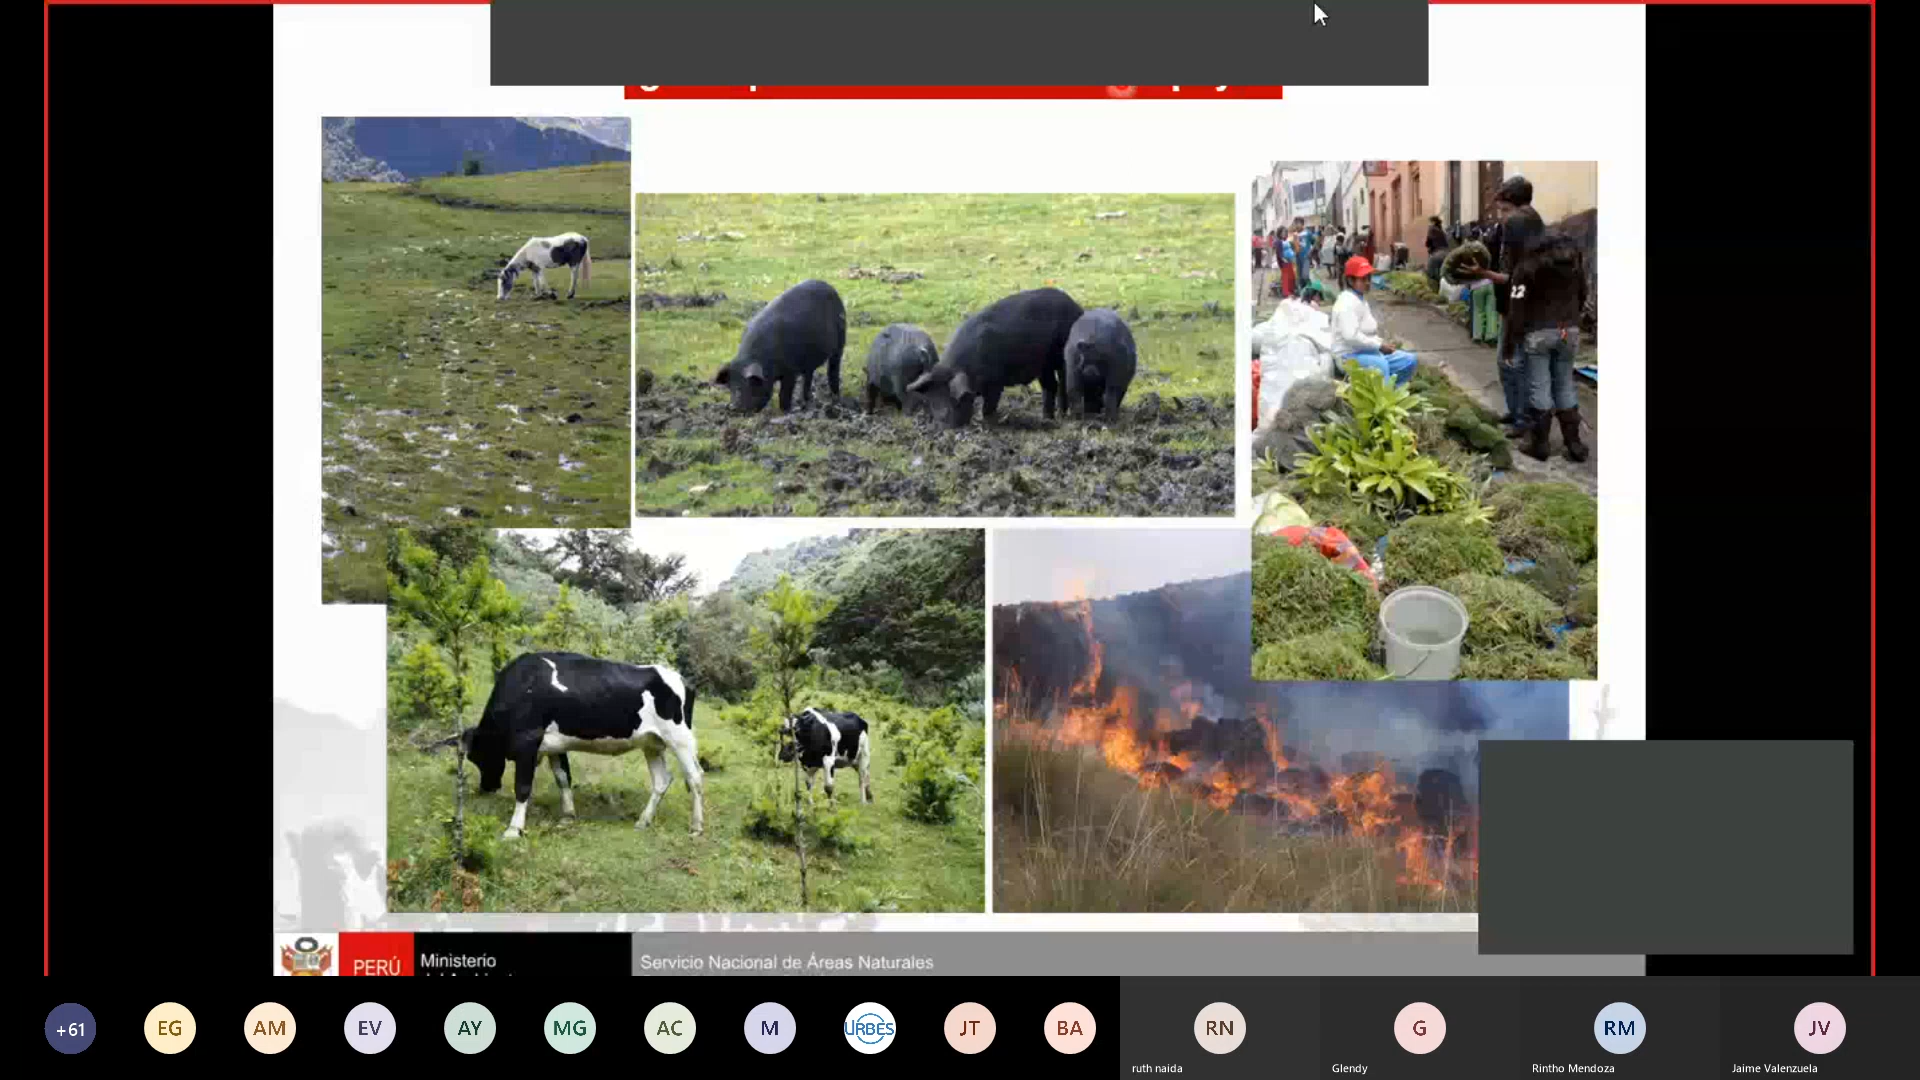 22
PERÚ
Ministerio
Servicio Nacional de Áreas Naturales
+61
EG
AM
EV
AY
MG
AC
M
URBES
JT
BA
RN
G
RM
JV
ruth naida
Glendy
Rintho Mendoza
Jaime Valenzuela